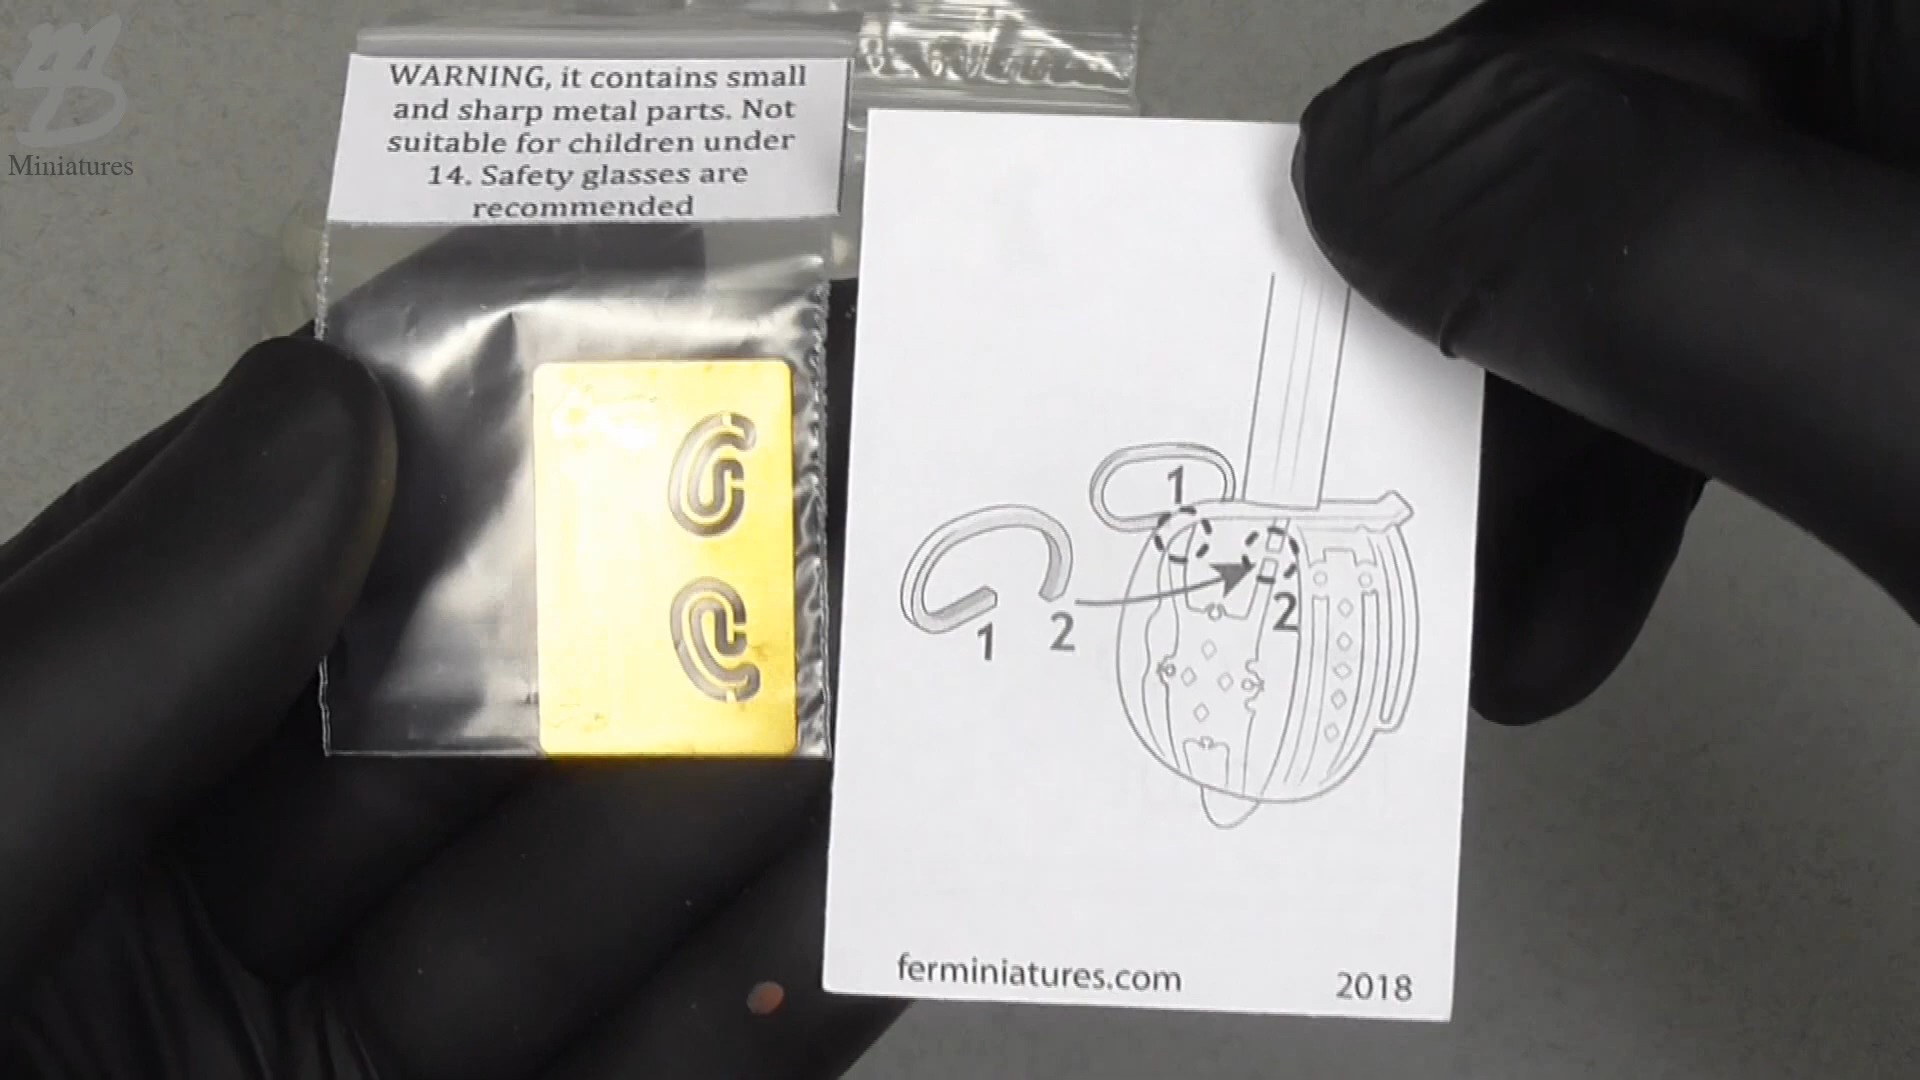 MD
Miniatures
WARNING, it contains small
and sharp metal parts. Not
suitable for children under
14. Safety glasses are
recommended
1
1
2
2
ferminiatures.com
2018